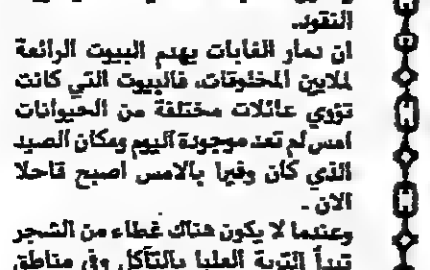 النقود.
ان دمار الغابات يهدم البيوت الرائعة
لملايين المخلوقات، فالبيوت التي كانت
تؤوي عائلات مختلفة من الحيوانات
امس لم تعد موجودة اليوم ومكان الصيد
الذي كان وفيرا بالامس اصبح قاحلا
الان -
وعندما لا يكون هناك غطاء من الشجر
تبدأ التربة العليا بالتآكل وفي مناطق